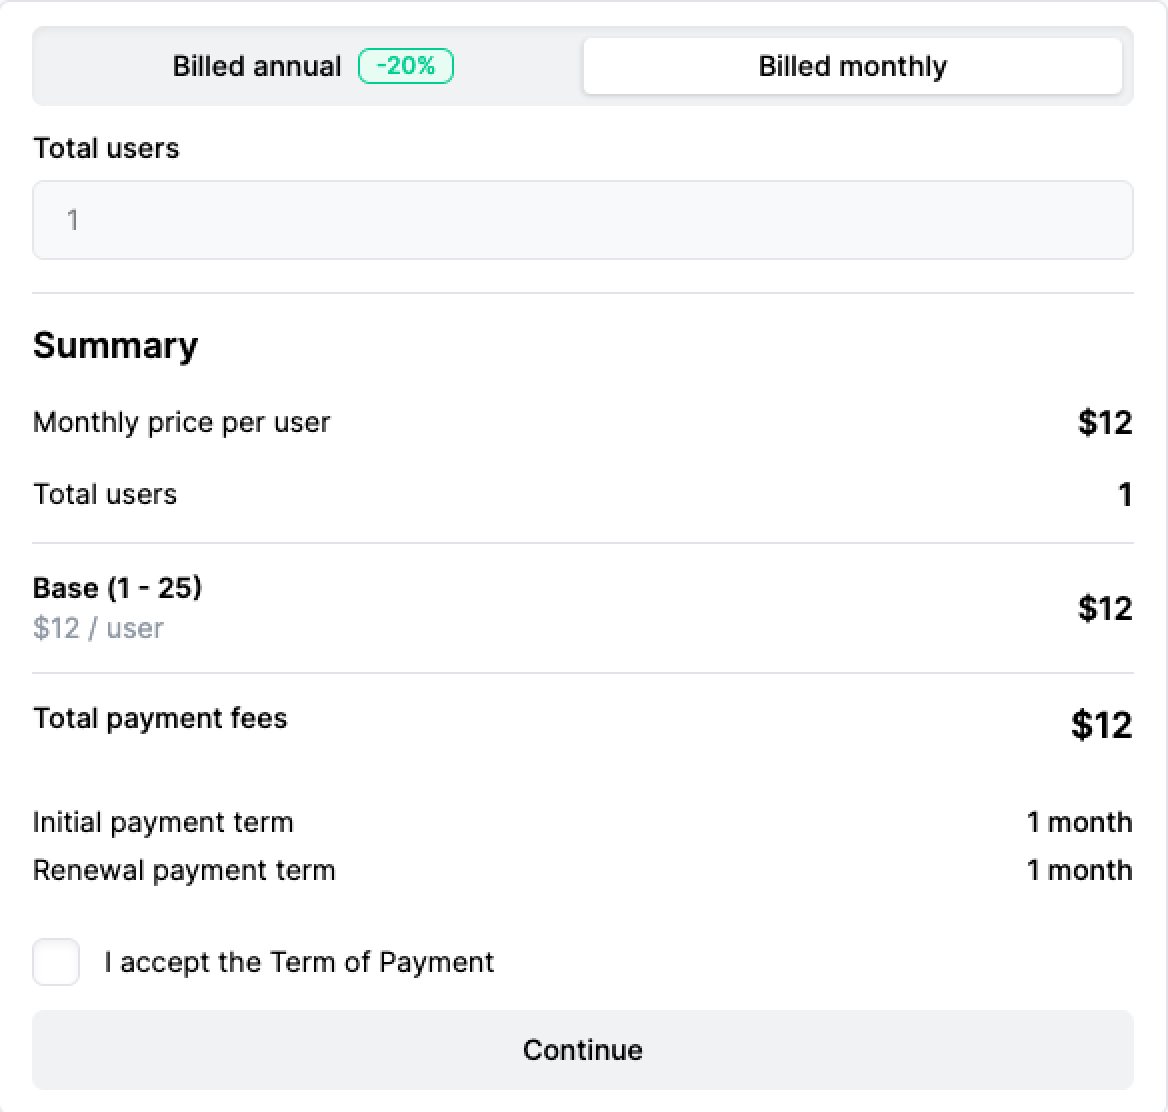 Billed annual -20% Billed monthly
Total users
1
Summary
Monthly price per user $12
Total users 1
Base (1 - 25) $12
$12 / user
Total payment fees $12
Initial payment term 1 month
Renewal payment term 1 month
I accept the Term of Payment
Continue